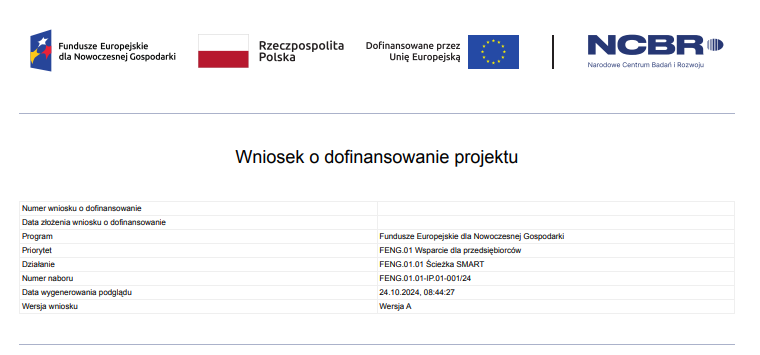 Fundusze Europejskie
dla Nowoczesnej Gospodarki
Rzeczpospolita
Polska
Dofinansowane przez
Unię Europejską
NCBR
Narodowe Centrum Badań i Rozwoju
Wniosek o dofinansowanie projektu
Numer wniosku o dofinansowanie
Data złożenia wniosku o dofinansowanie
Program Fundusze Europejskie dla Nowoczesnej Gospodarki
Priorytet FENG.01 Wsparcie dla przedsiębiorców
Działanie FENG.01.01 Ścieżka SMART
Numer naboru FENG.01.01-IP.01-001/24
Data wygenerowania podglądu 24.10.2024, 08:44:27
Wersja wniosku Wersja A